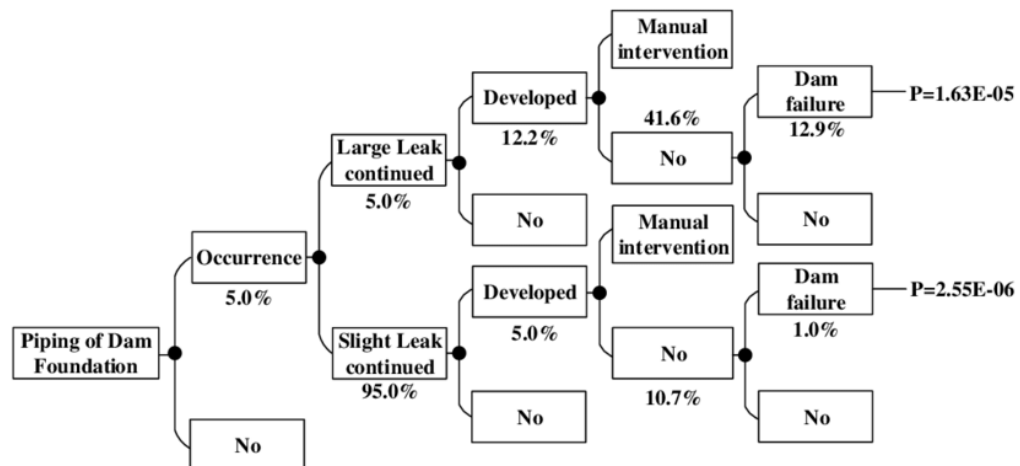 Manual
intervention
Dam
failure
12.9%
P=1.63E-05
Developed
12.2%
41.6%
No
Large Leak
continued
5.0%
No
No
Manual
intervention
Occurrence
5.0%
Developed
5.0%
Dam
failure
1.0%
P=2.55E-06
Piping of Dam
Foundation
Slight Leak
continued
95.0%
No
10.7%
No
No
No